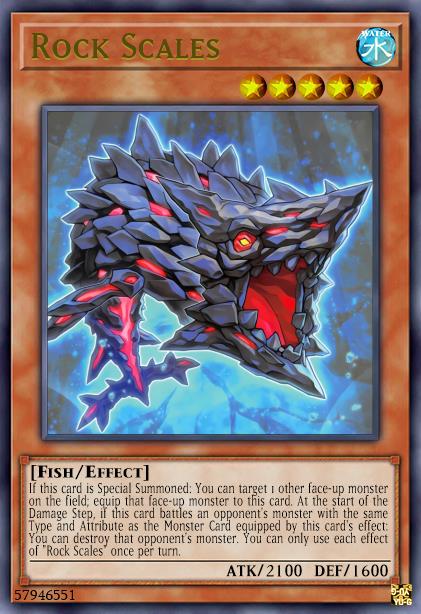 Rock Scales
WATER
水
[Fish/Effect]
If this card is Special Summoned: You can target 1 other face-up monster
on the field; equip that face-up monster to this card. At the start of the
Damage Step, if this card battles an opponent's monster with the same
Type and Attribute as the Monster Card equipped by this card's effect:
You can destroy that opponent's monster. You can only use each effect
of "Rock Scales" once per turn.
ATK/2100 DEF/1600
57946551